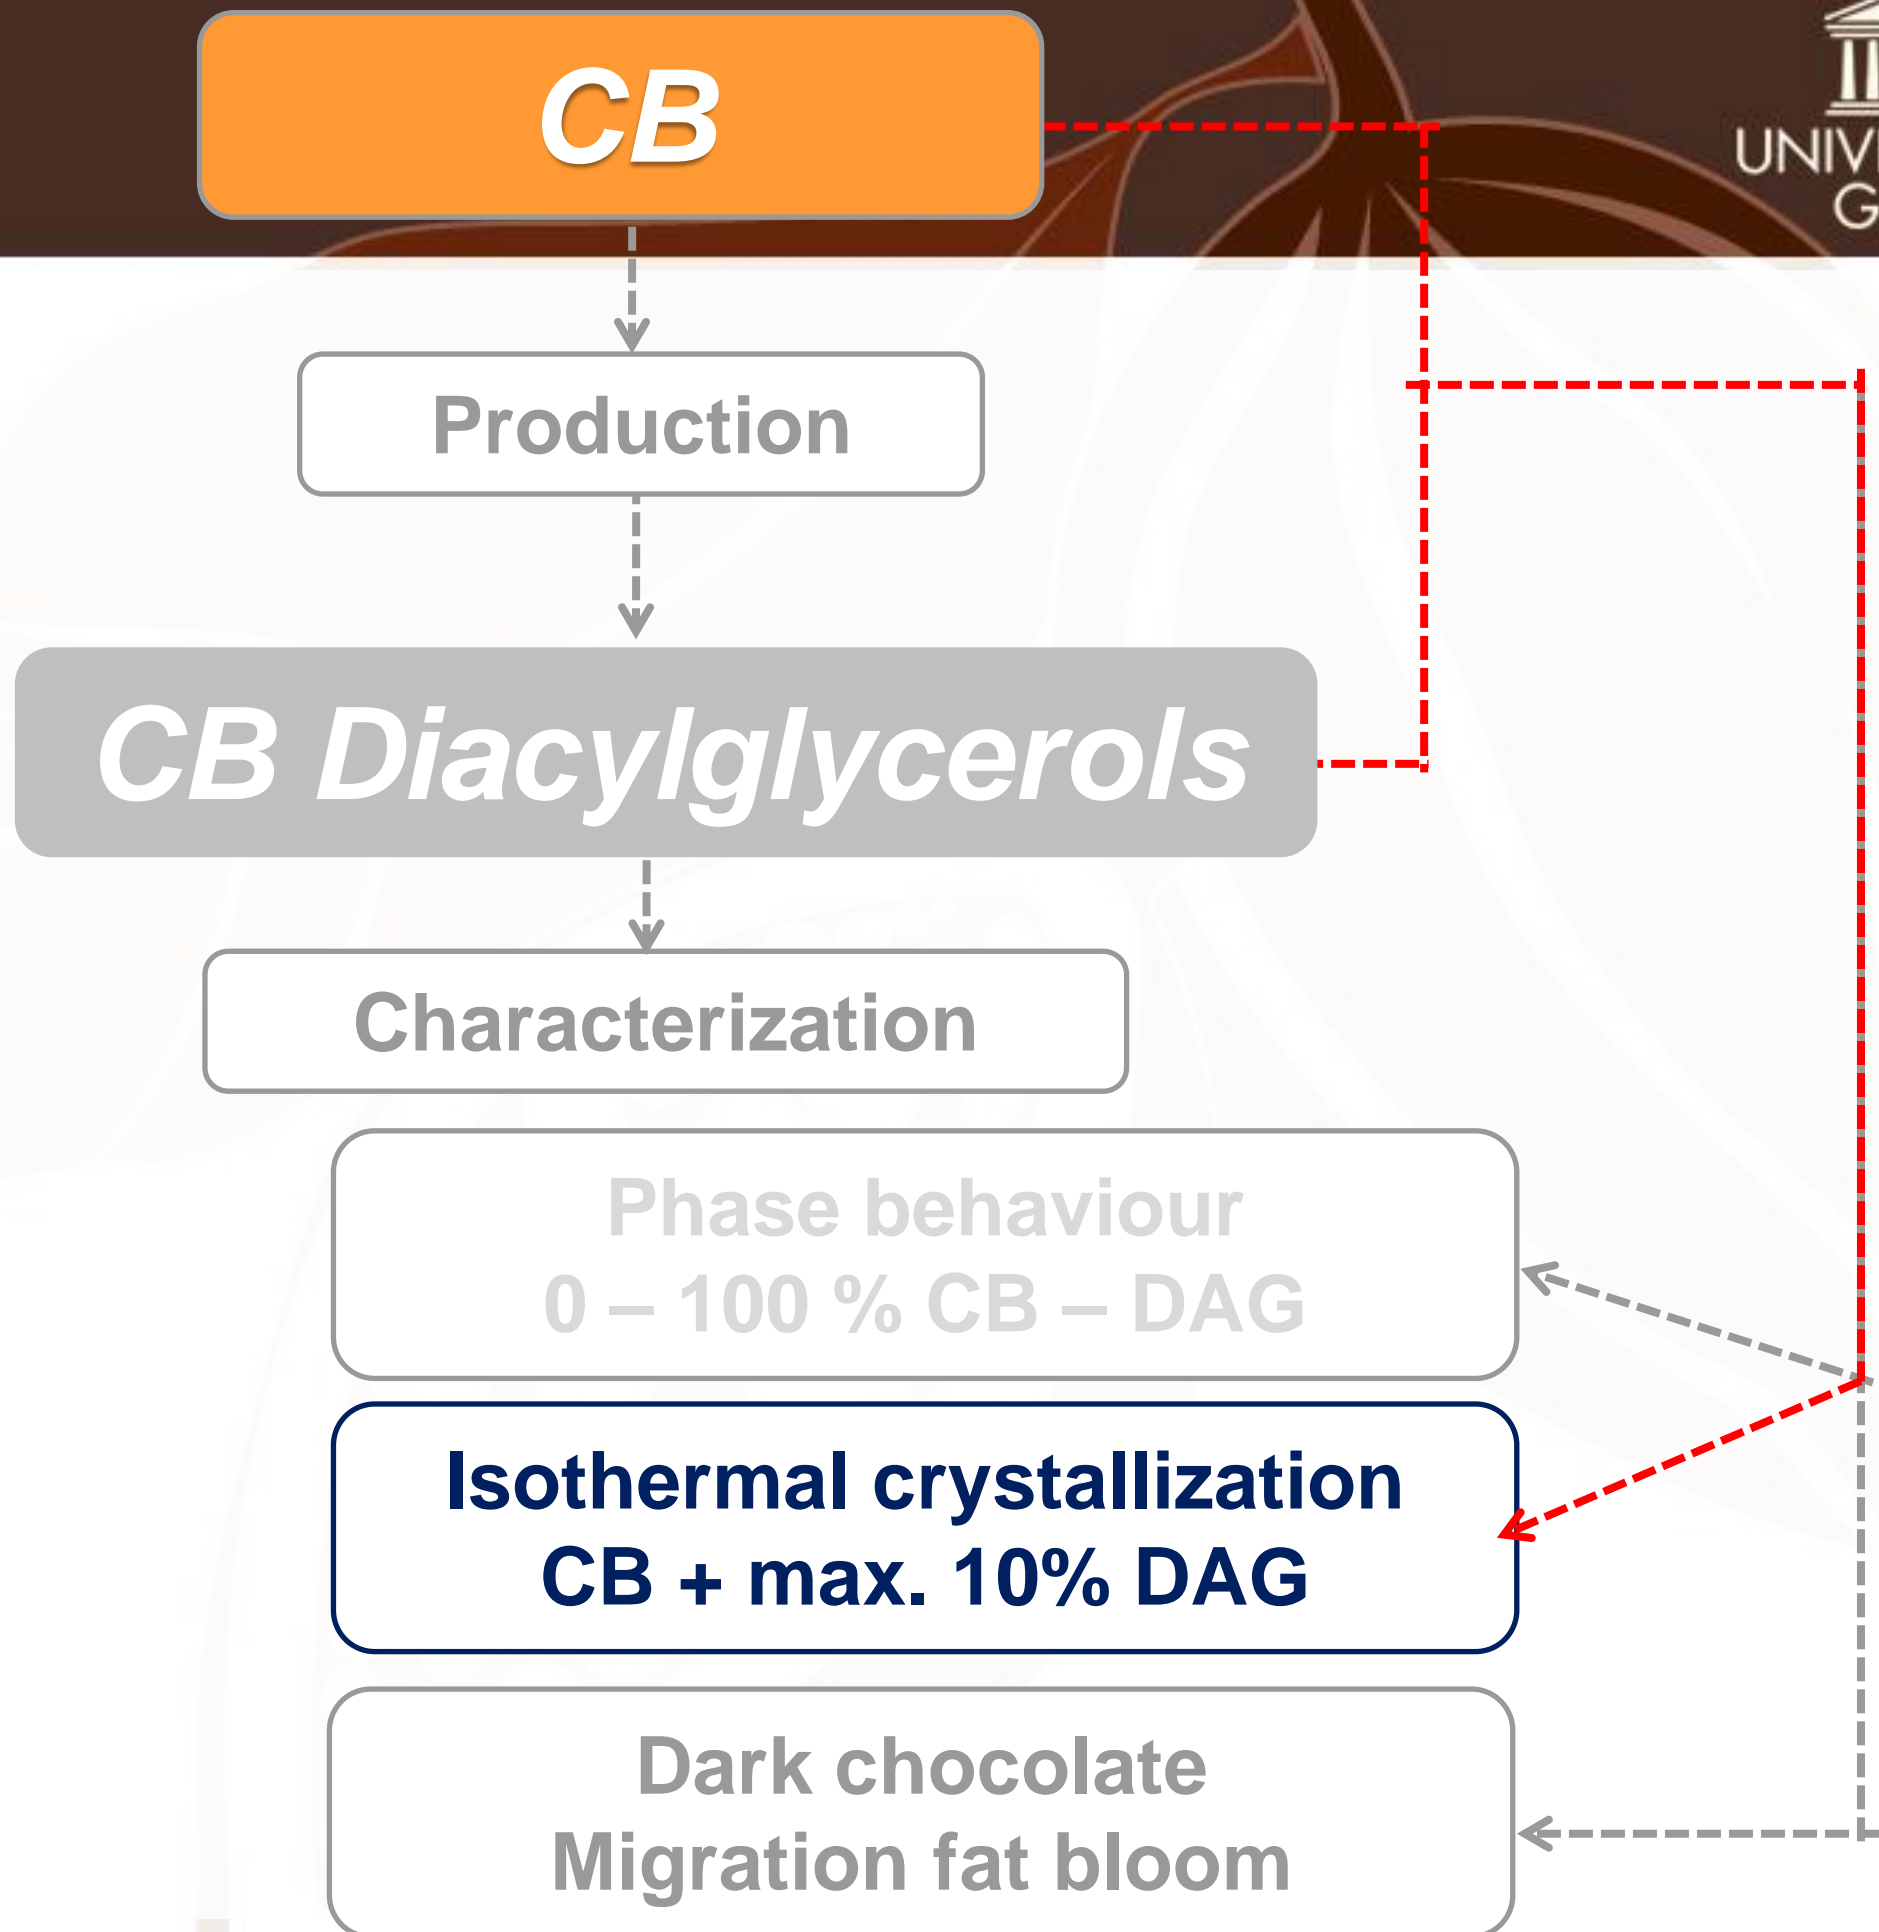 CB
Production
CB Diacylglycerols
Characterization
Phase behaviour
0 – 100 % CB – DAG
Isothermal crystallization
CB + max. 10% DAG
Dark chocolate
Migration fat bloom